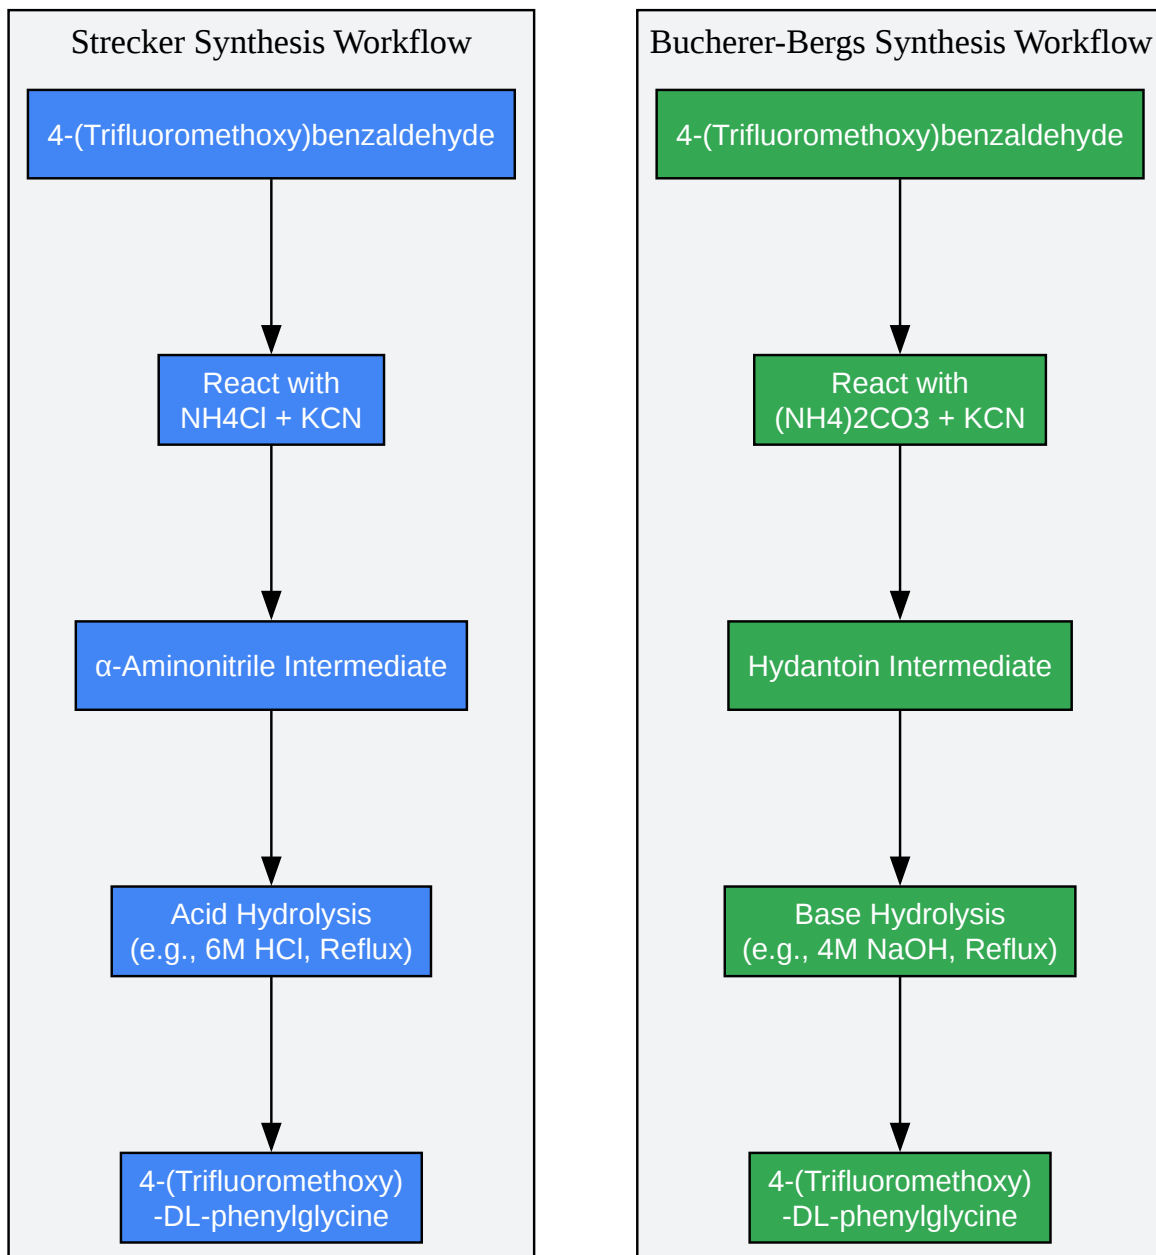 Strecker Synthesis Workflow
4-(Trifluoromethoxy)benzaldehyde
React with
NH4Cl + KCN
α-Aminonitrile Intermediate
Acid Hydrolysis
(e.g., 6M HCl, Reflux)
4-(Trifluoromethoxy)
-DL-phenylglycine
Bucherer-Bergs Synthesis Workflow
4-(Trifluoromethoxy)benzaldehyde
React with
(NH4)2CO3 + KCN
Hydantoin Intermediate
Base Hydrolysis
(e.g., 4M NaOH, Reflux)
4-(Trifluoromethoxy)
-DL-phenylglycine